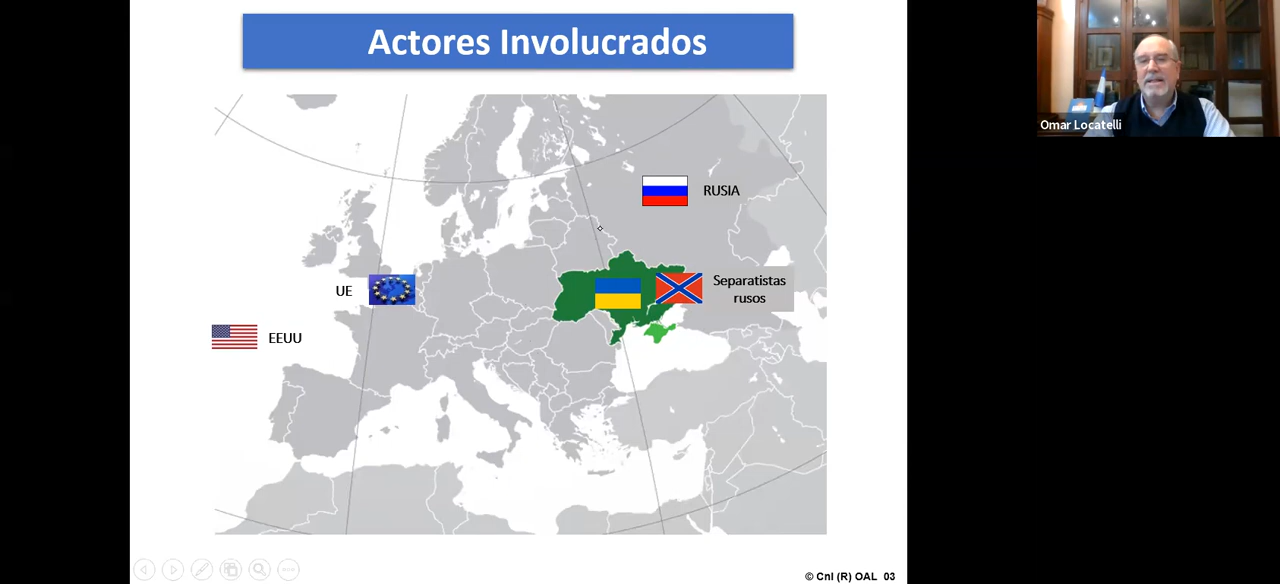 Actores Involucrados
Omar Locatelli
RUSIA
UE
Separatistas
rusos
EEUU
© Cnl (R) OAL 03